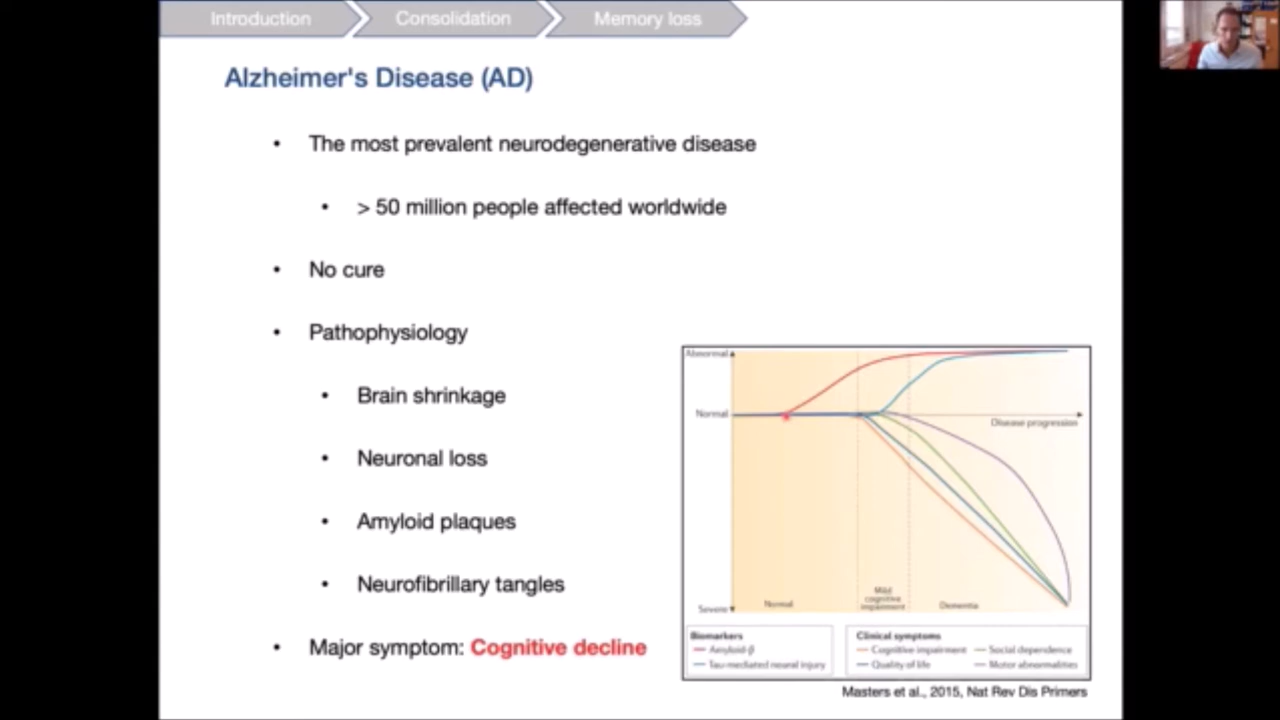 Introduction
Consolidation
Memory loss
Alzheimer's Disease (AD)
• The most prevalent neurodegenerative disease
• > 50 million people affected worldwide
• No cure
• Pathophysiology
• Brain shrinkage
• Neuronal loss
• Amyloid plaques
• Neurofibrillary tangles
• Major symptom: Cognitive decline
Abnormal
Normal
Disease progression
Severe
Normal
Mild
cognitive
impairment
Dementia
Biomarkers
Amyloid-β
Tau-mediated neural injury
Clinical symptoms
Cognitive impairment
Social dependence
Quality of life
Motor abnormalities
Masters et al., 2015, Nat Rev Dis Primers